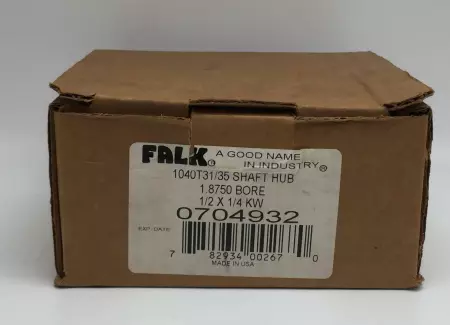 FALK® A GOOD NAME
IN INDUSTRY®
1040T31/35 SHAFT HUB
1.8750 BORE
1/2 X 1/4 KW
0704932
EXP. DATE
7 82934 00267 0
MADE IN USA